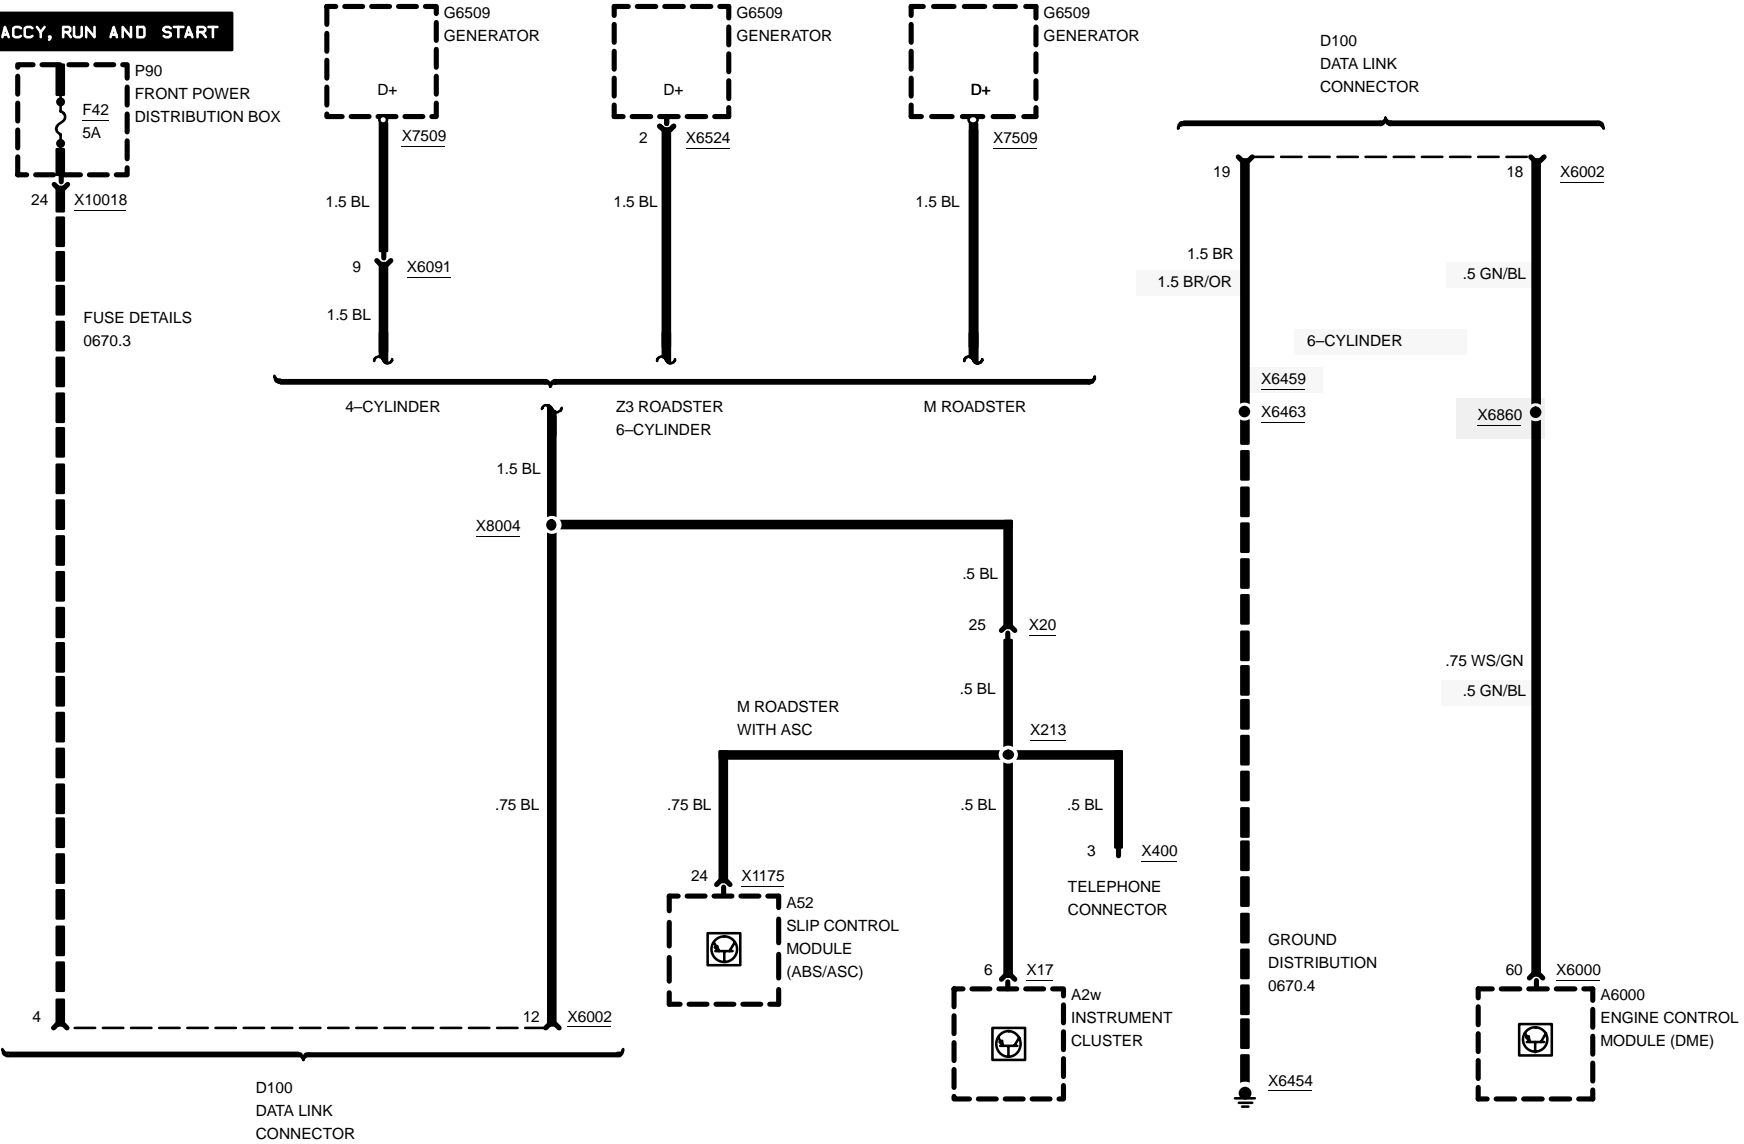 ACCY, RUN AND START
P90
FRONT POWER
DISTRIBUTION BOX
F42
5A
24 X10018
FUSE DETAILS
0670.3
G6509
GENERATOR
D+
X7509
1.5 BL
9 X6091
1.5 BL
4–CYLINDER
G6509
GENERATOR
D+
2 X6524
1.5 BL
Z3 ROADSTER
6–CYLINDER
G6509
GENERATOR
D+
X7509
1.5 BL
M ROADSTER
1.5 BL
X8004
.5 BL
25 X20
.5 BL
M ROADSTER
WITH ASC
X213
.75 BL
.75 BL
.5 BL
.5 BL
3 X400
TELEPHONE
CONNECTOR
24 X1175
A52
SLIP CONTROL
MODULE
(ABS/ASC)
6 X17
A2w
INSTRUMENT
CLUSTER
4
12 X6002
D100
DATA LINK
CONNECTOR
D100
DATA LINK
CONNECTOR
19
18 X6002
1.5 BR
1.5 BR/OR
.5 GN/BL
6–CYLINDER
X6459
X6463
X6860
.75 WS/GN
.5 GN/BL
GROUND
DISTRIBUTION
0670.4
X6454
60 X6000
A6000
ENGINE CONTROL
MODULE (DME)